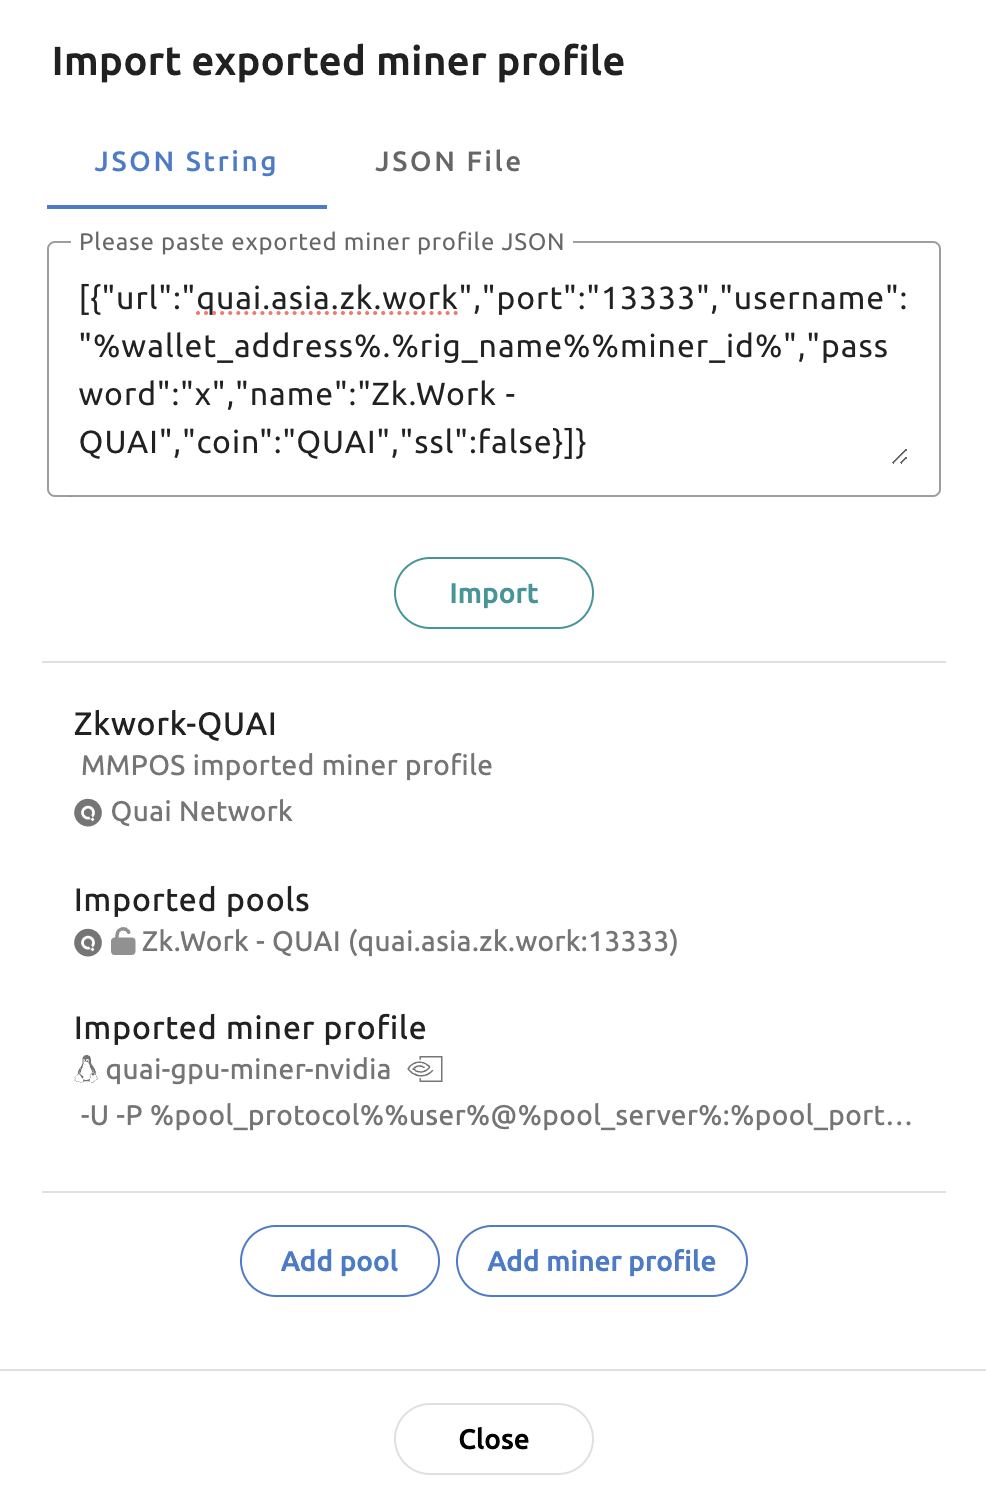 Import exported miner profile
JSON String
JSON File
Please paste exported miner profile JSON
[{"url":"quai.asia.zk.work","port":"13333","username":
"%wallet_address%.%rig_name%%miner_id%","pass
word":"x","name":"Zk.Work -
QUAI","coin":"QUAI","ssl":false}]}
Import
Zkwork-QUAI
MMPOS imported miner profile
Quai Network
Imported pools
Zk.Work - QUAI (quai.asia.zk.work:13333)
Imported miner profile
quai-gpu-miner-nvidia
-U -P %pool_protocol%%user%@%pool_server%:%pool_port...
Add pool
Add miner profile
Close